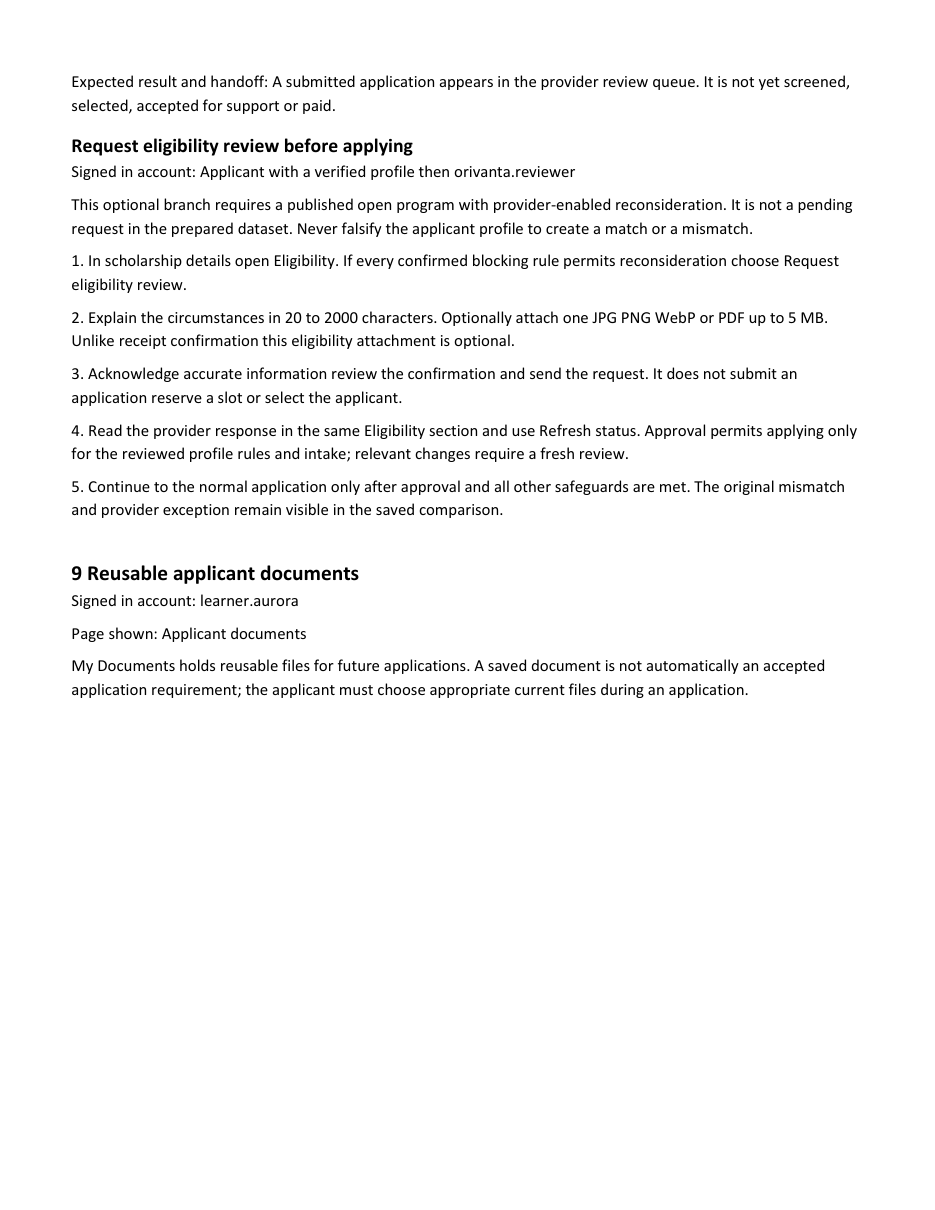 Expected result and handoff: A submitted application appears in the provider review queue. It is not yet screened,
selected, accepted for support or paid.
Request eligibility review before applying
Signed in account: Applicant with a verified profile then orivanta.reviewer
This optional branch requires a published open program with provider-enabled reconsideration. It is not a pending
request in the prepared dataset. Never falsify the applicant profile to create a match or a mismatch.
1. In scholarship details open Eligibility. If every confirmed blocking rule permits reconsideration choose Request
eligibility review.
2. Explain the circumstances in 20 to 2000 characters. Optionally attach one JPG PNG WebP or PDF up to 5 MB.
Unlike receipt confirmation this eligibility attachment is optional.
3. Acknowledge accurate information review the confirmation and send the request. It does not submit an
application reserve a slot or select the applicant.
4. Read the provider response in the same Eligibility section and use Refresh status. Approval permits applying only
for the reviewed profile rules and intake; relevant changes require a fresh review.
5. Continue to the normal application only after approval and all other safeguards are met. The original mismatch
and provider exception remain visible in the saved comparison.
9 Reusable applicant documents
Signed in account: learner.aurora
Page shown: Applicant documents
My Documents holds reusable files for future applications. A saved document is not automatically an accepted
application requirement; the applicant must choose appropriate current files during an application.